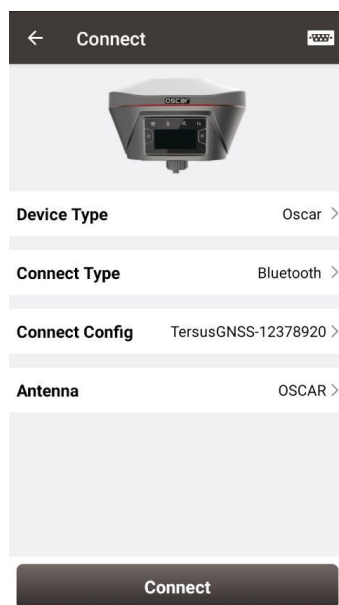 Connect
OSCAR
Device Type Oscar
Connect Type Bluetooth
Connect Config TersusGNSS-12378920
Antenna OSCAR
Connect